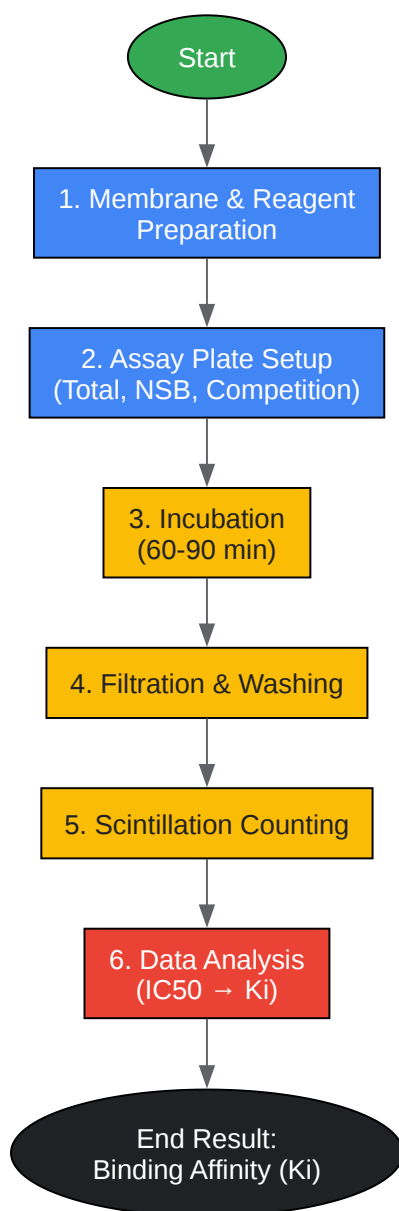 Start
1. Membrane & Reagent
Preparation
2. Assay Plate Setup
(Total, NSB, Competition)
3. Incubation
(60-90 min)
4. Filtration & Washing
5. Scintillation Counting
6. Data Analysis
(IC50 → Ki)
End Result:
Binding Affinity (Ki)